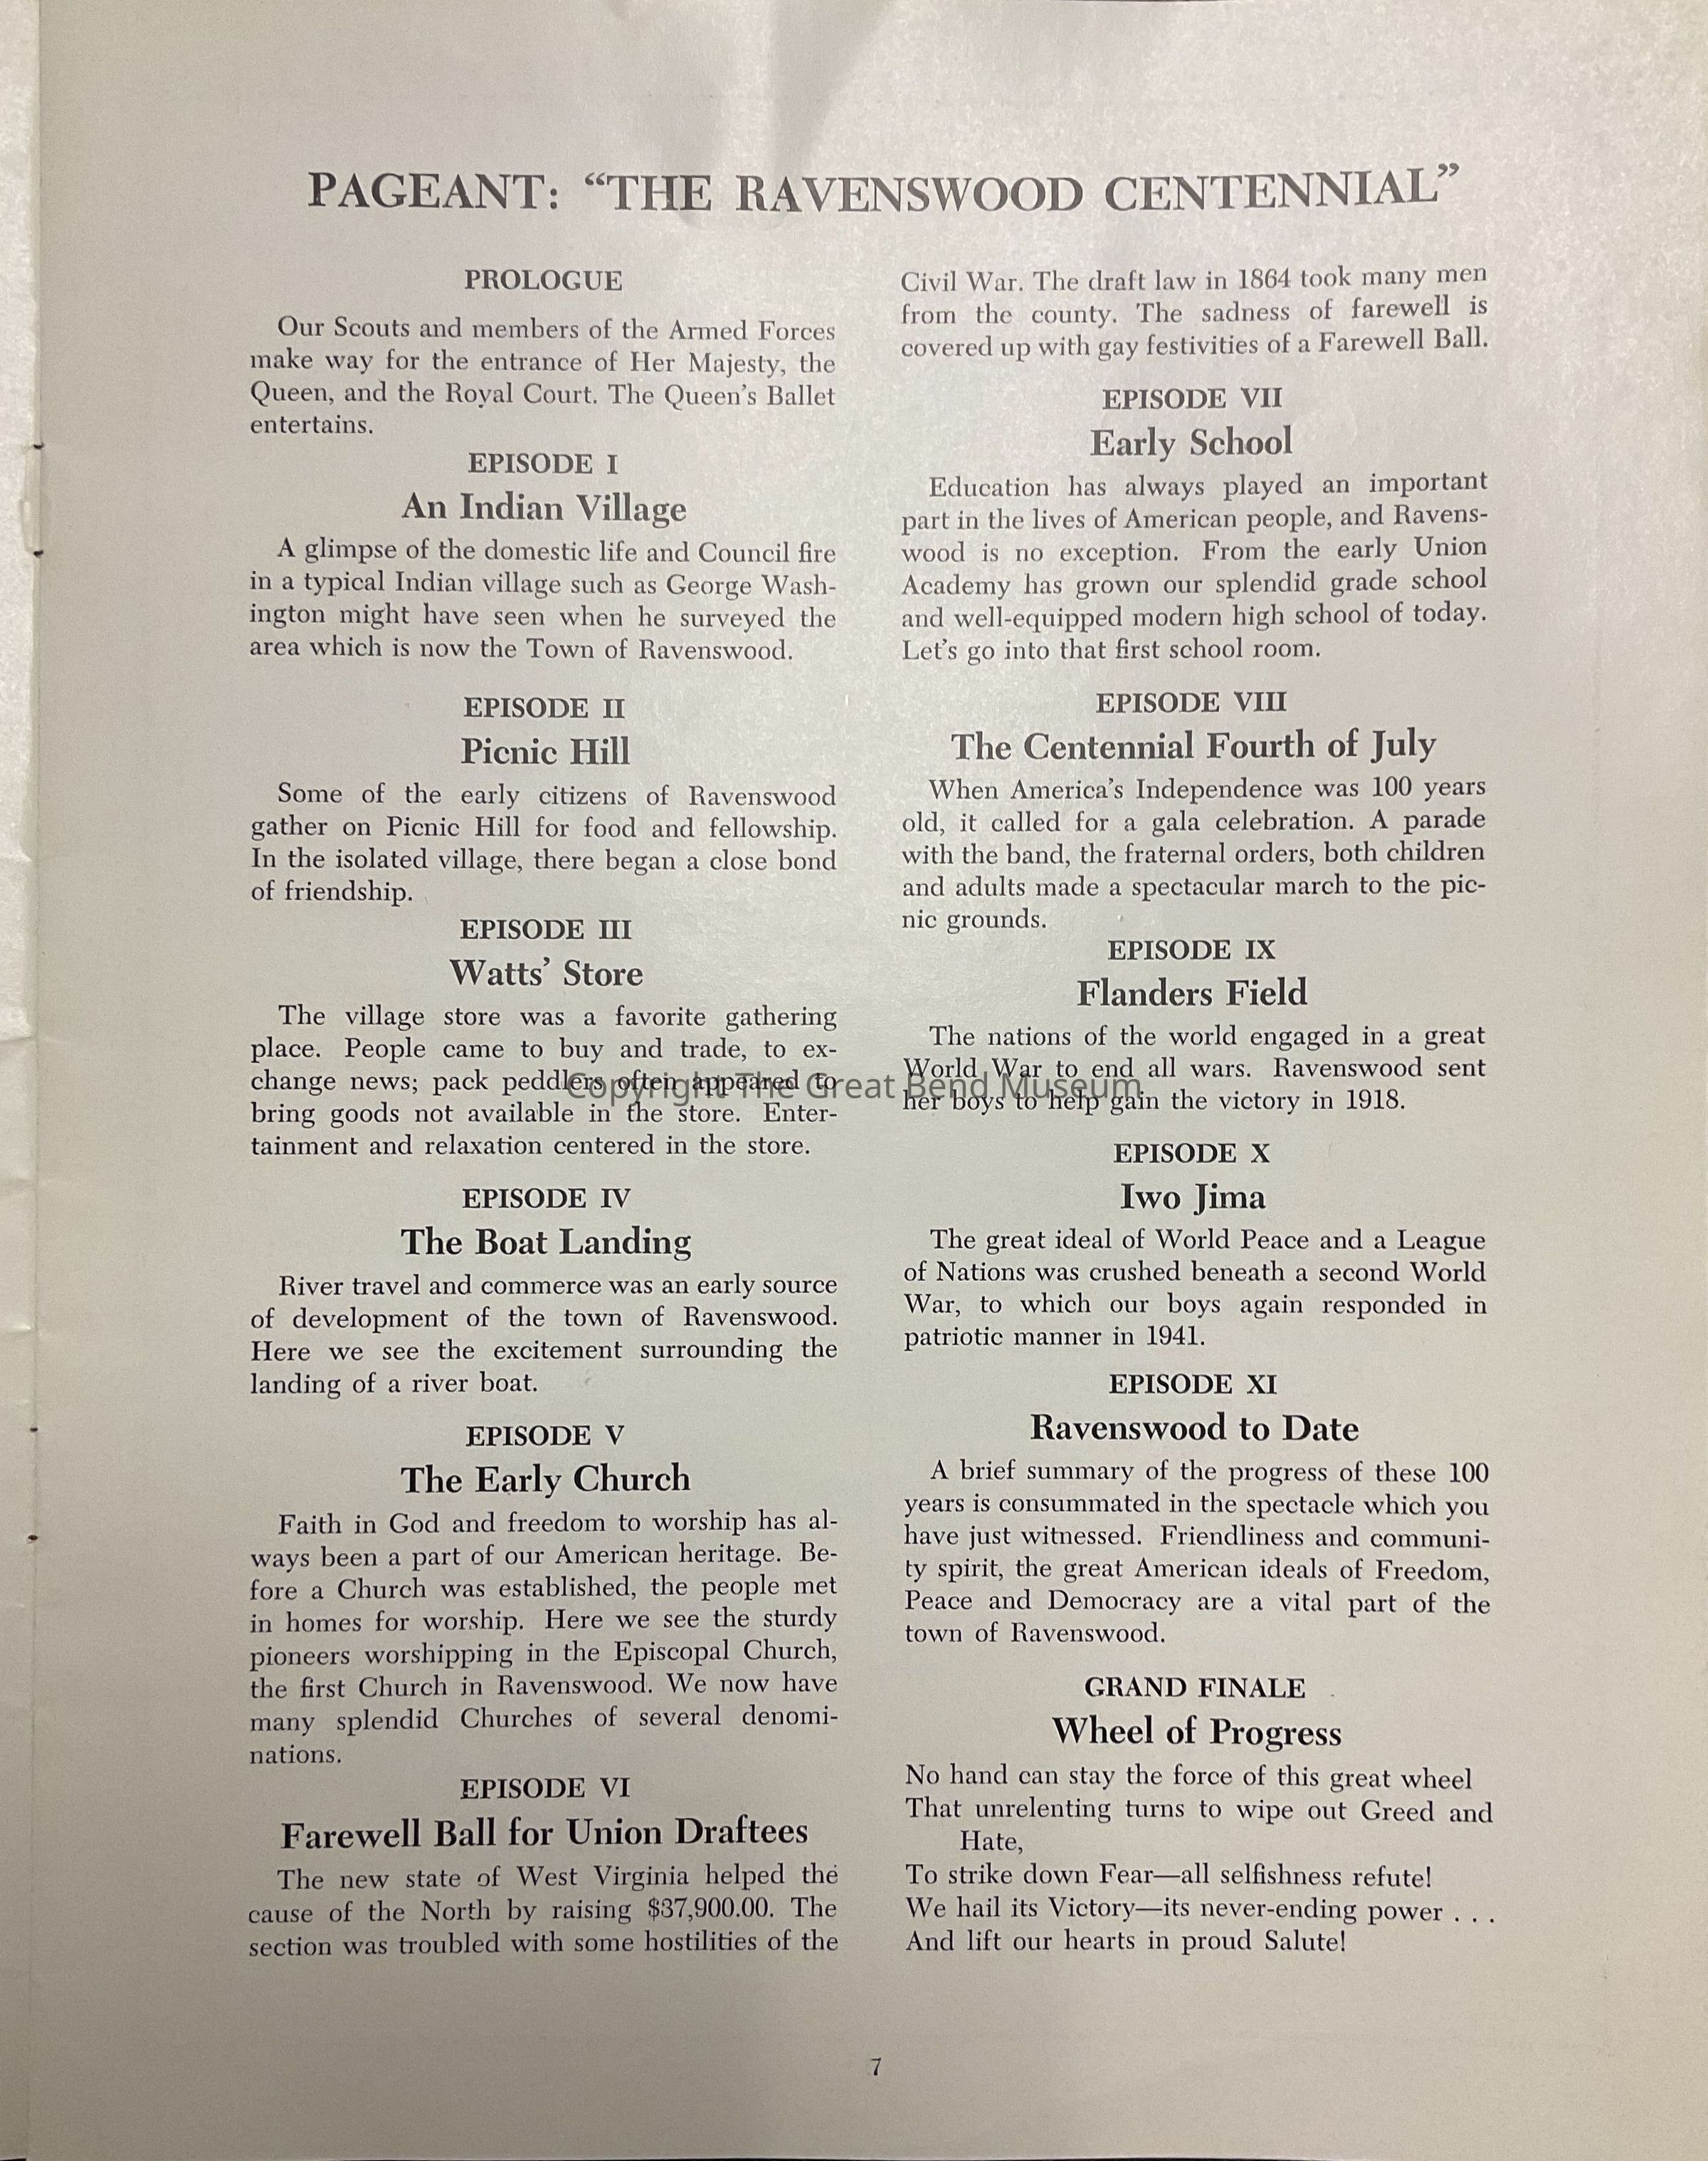 PAGEANT: “THE RAVENSWOOD CENTENNIAL”
PROLOGUE
Our Scouts and members of the Armed Forces
make way for the entrance of Her Majesty, the
Queen, and the Royal Court. The Queen’s Ballet
entertains.
EPISODE I
An Indian Village
A glimpse of the domestic life and Council fire
in a typical Indian village such as George Wash-
ington might have seen when he surveyed the
area which is now the Town of Ravenswood.
EPISODE II
Picnic Hill
Some of the early citizens of Ravenswood
gather on Picnic Hill for food and fellowship.
In the isolated village, there began a close bond
of friendship.
EPISODE III
Watts’ Store
The village store was a favorite gathering
place. People came to buy and trade, to ex-
change news; pack peddlers often appeared to
bring goods not available in the store. Enter-
tainment and relaxation centered in the store.
EPISODE IV
The Boat Landing
River travel and commerce was an early source
of development of the town of Ravenswood.
Here we see the excitement surrounding the
landing of a river boat.
EPISODE V
The Early Church
Faith in God and freedom to worship has al-
ways been a part of our American heritage. Be-
fore a Church was established, the people met
in homes for worship. Here we see the sturdy
pioneers worshipping in the Episcopal Church,
the first Church in Ravenswood. We now have
many splendid Churches of several denomi-
nations.
EPISODE VI
Farewell Ball for Union Draftees
The new state of West Virginia helped the
cause of the North by raising $37,900.00. The
section was troubled with some hostilities of the
Civil War. The draft law in 1864 took many men
from the county. The sadness of farewell is
covered up with gay festivities of a Farewell Ball.
EPISODE VII
Early School
Education has always played an important
part in the lives of American people, and Ravens-
wood is no exception. From the early Union
Academy has grown our splendid grade school
and well-equipped modern high school of today.
Let’s go into that first school room.
EPISODE VIII
The Centennial Fourth of July
When America’s Independence was 100 years
old, it called for a gala celebration. A parade
with the band, the fraternal orders, both children
and adults made a spectacular march to the pic-
nic grounds.
EPISODE IX
Flanders Field
The nations of the world engaged in a great
World War to end all wars. Ravenswood sent
her boys to help gain the victory in 1918.
EPISODE X
Iwo Jima
The great ideal of World Peace and a League
of Nations was crushed beneath a second World
War, to which our boys again responded in
patriotic manner in 1941.
EPISODE XI
Ravenswood to Date
A brief summary of the progress of these 100
years is consummated in the spectacle which you
have just witnessed. Friendliness and communi-
ty spirit, the great American ideals of Freedom,
Peace and Democracy are a vital part of the
town of Ravenswood.
GRAND FINALE
Wheel of Progress
No hand can stay the force of this great wheel
That unrelenting turns to wipe out Greed and
Hate,
To strike down Fear—all selfishness refute!
We hail its Victory—its never-ending power . . .
And lift our hearts in proud Salute!
7
Copyright The Great Bend Museum